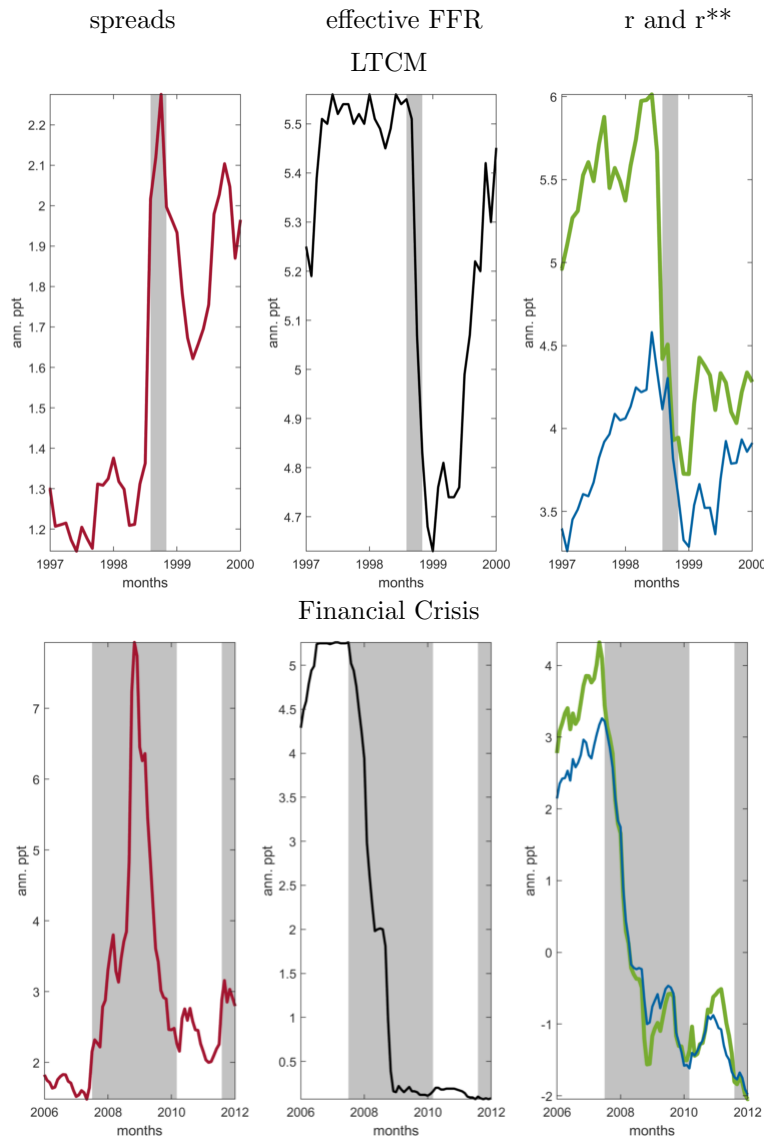 spreads effective FFR r and r**
LTCM
2.2
2.1
2
1.9
1.8
1.7
1.6
1.5
1.4
1.3
1.2
ann. ppt
1997 1998 1999 2000
months
5.5
5.4
5.3
5.2
5.1
5
4.9
4.8
4.7
ann. ppt
1997 1998 1999 2000
months
6
5.5
5
4.5
4
3.5
ann. ppt
1997 1998 1999 2000
months
Financial Crisis
7
6
5
4
3
2
ann. ppt
2006 2008 2010 2012
months
5
4.5
4
3.5
3
2.5
2
1.5
1
0.5
ann. ppt
2006 2008 2010 2012
months
4
3
2
1
0
-1
-2
ann. ppt
2006 2008 2010 2012
months